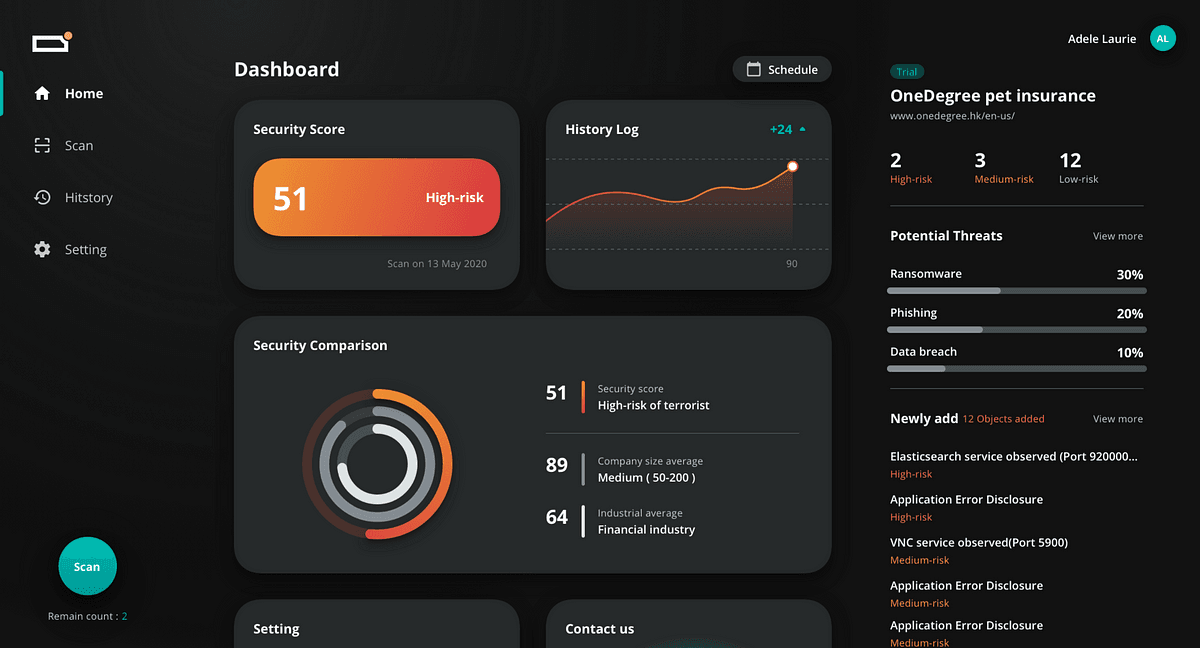 Home
Scan
Hitstory
Setting
Scan
Remain count : 2
Dashboard
Schedule
Security Score
51
High-risk
Scan on 13 May 2020
History Log
+24
90
Security Comparison
51
Security score
High-risk of terrorist
89
Company size average
Medium ( 50-200 )
64
Industrial average
Financial industry
Setting
Contact us
Adele Laurie
AL
Trial
OneDegree pet insurance
www.onedegree.hk/en-us/
2
High-risk
3
Medium-risk
12
Low-risk
Potential Threats
View more
Ransomware
30%
Phishing
20%
Data breach
10%
Newly add 12 Objects added
View more
Elasticsearch service observed (Port 920000...
High-risk
Application Error Disclosure
High-risk
VNC service observed(Port 5900)
Medium-risk
Application Error Disclosure
Medium-risk
Application Error Disclosure
Medium-risk